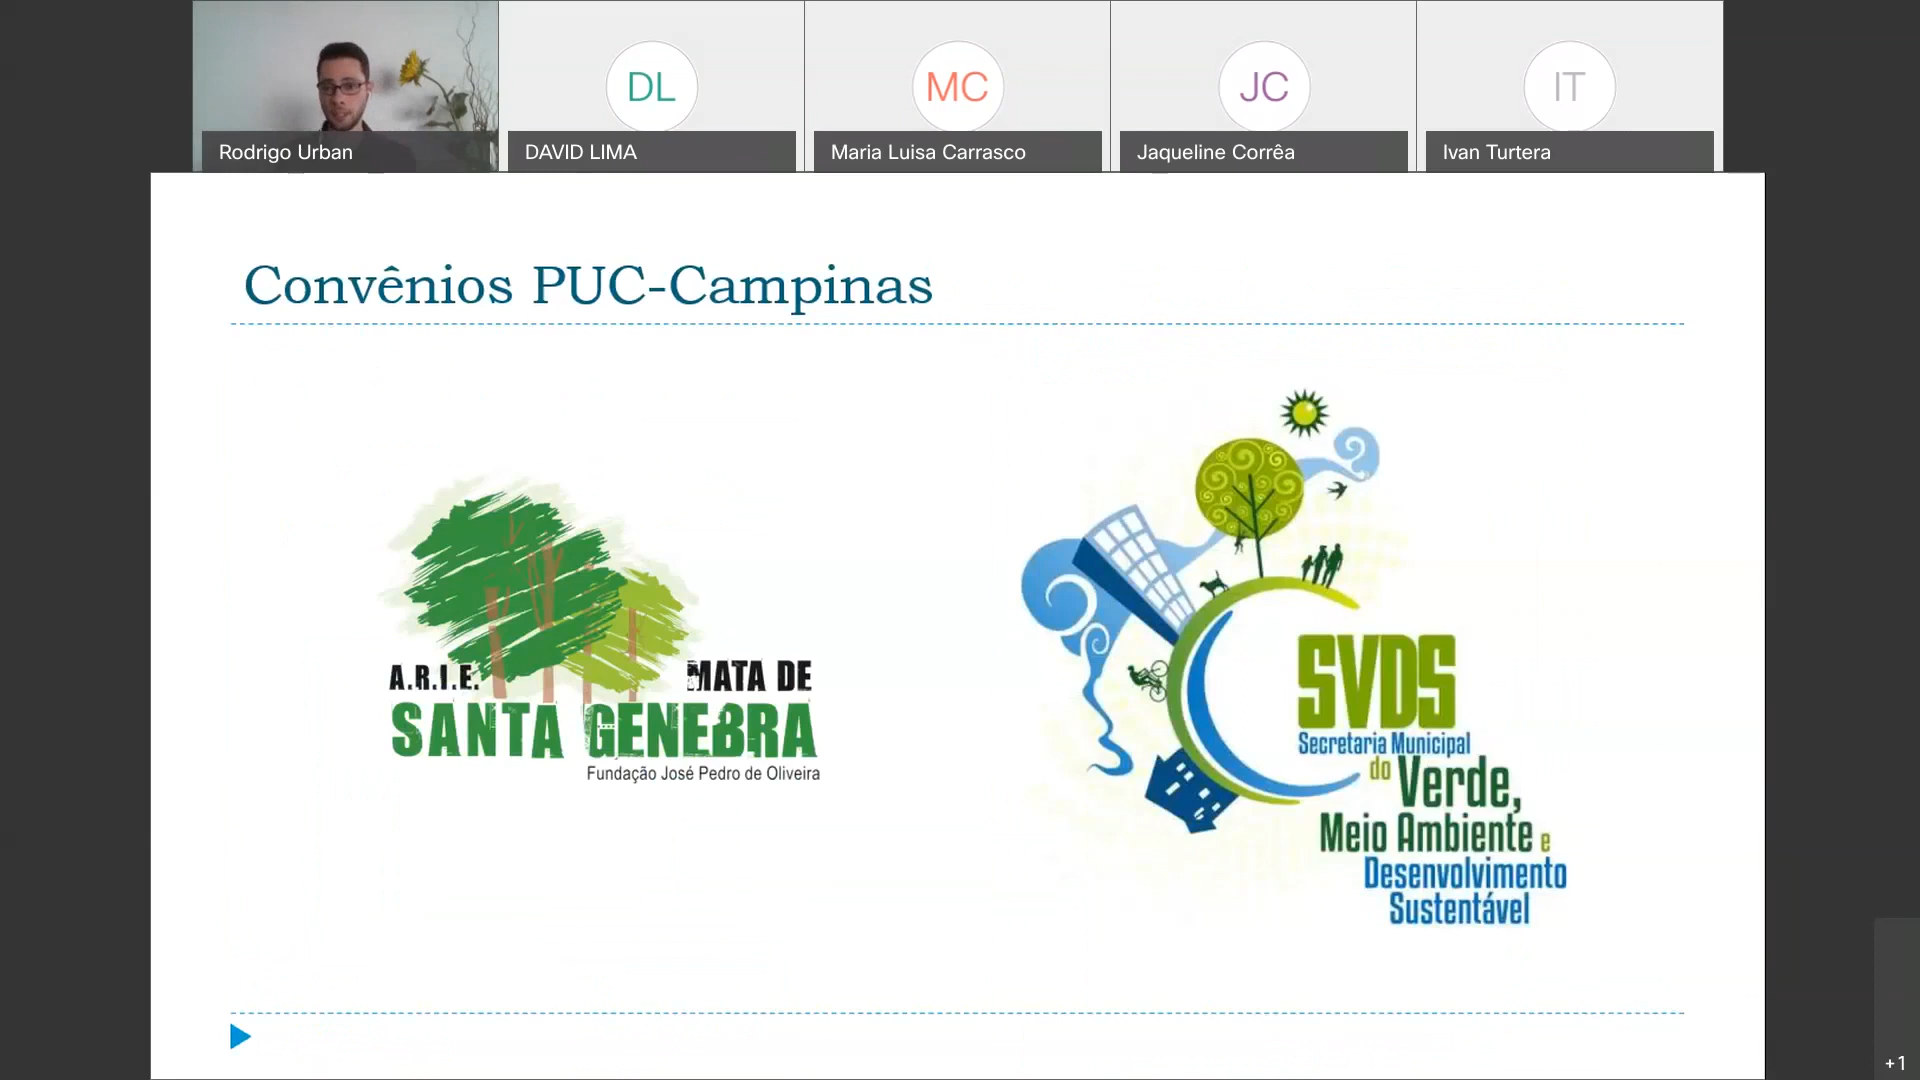 DL
MC
JC
IT
Rodrigo Urban
DAVID LIMA
Maria Luisa Carrasco
Jaqueline Corrêa
Ivan Turtera
Convênios PUC-Campinas
A.R.I.E.
MATA DE
SANTA GENEBRA
Fundação José Pedro de Oliveira
SVDS
Secretaria Municipal
do Verde,
Meio Ambiente e
Desenvolvimento
Sustentável
+1